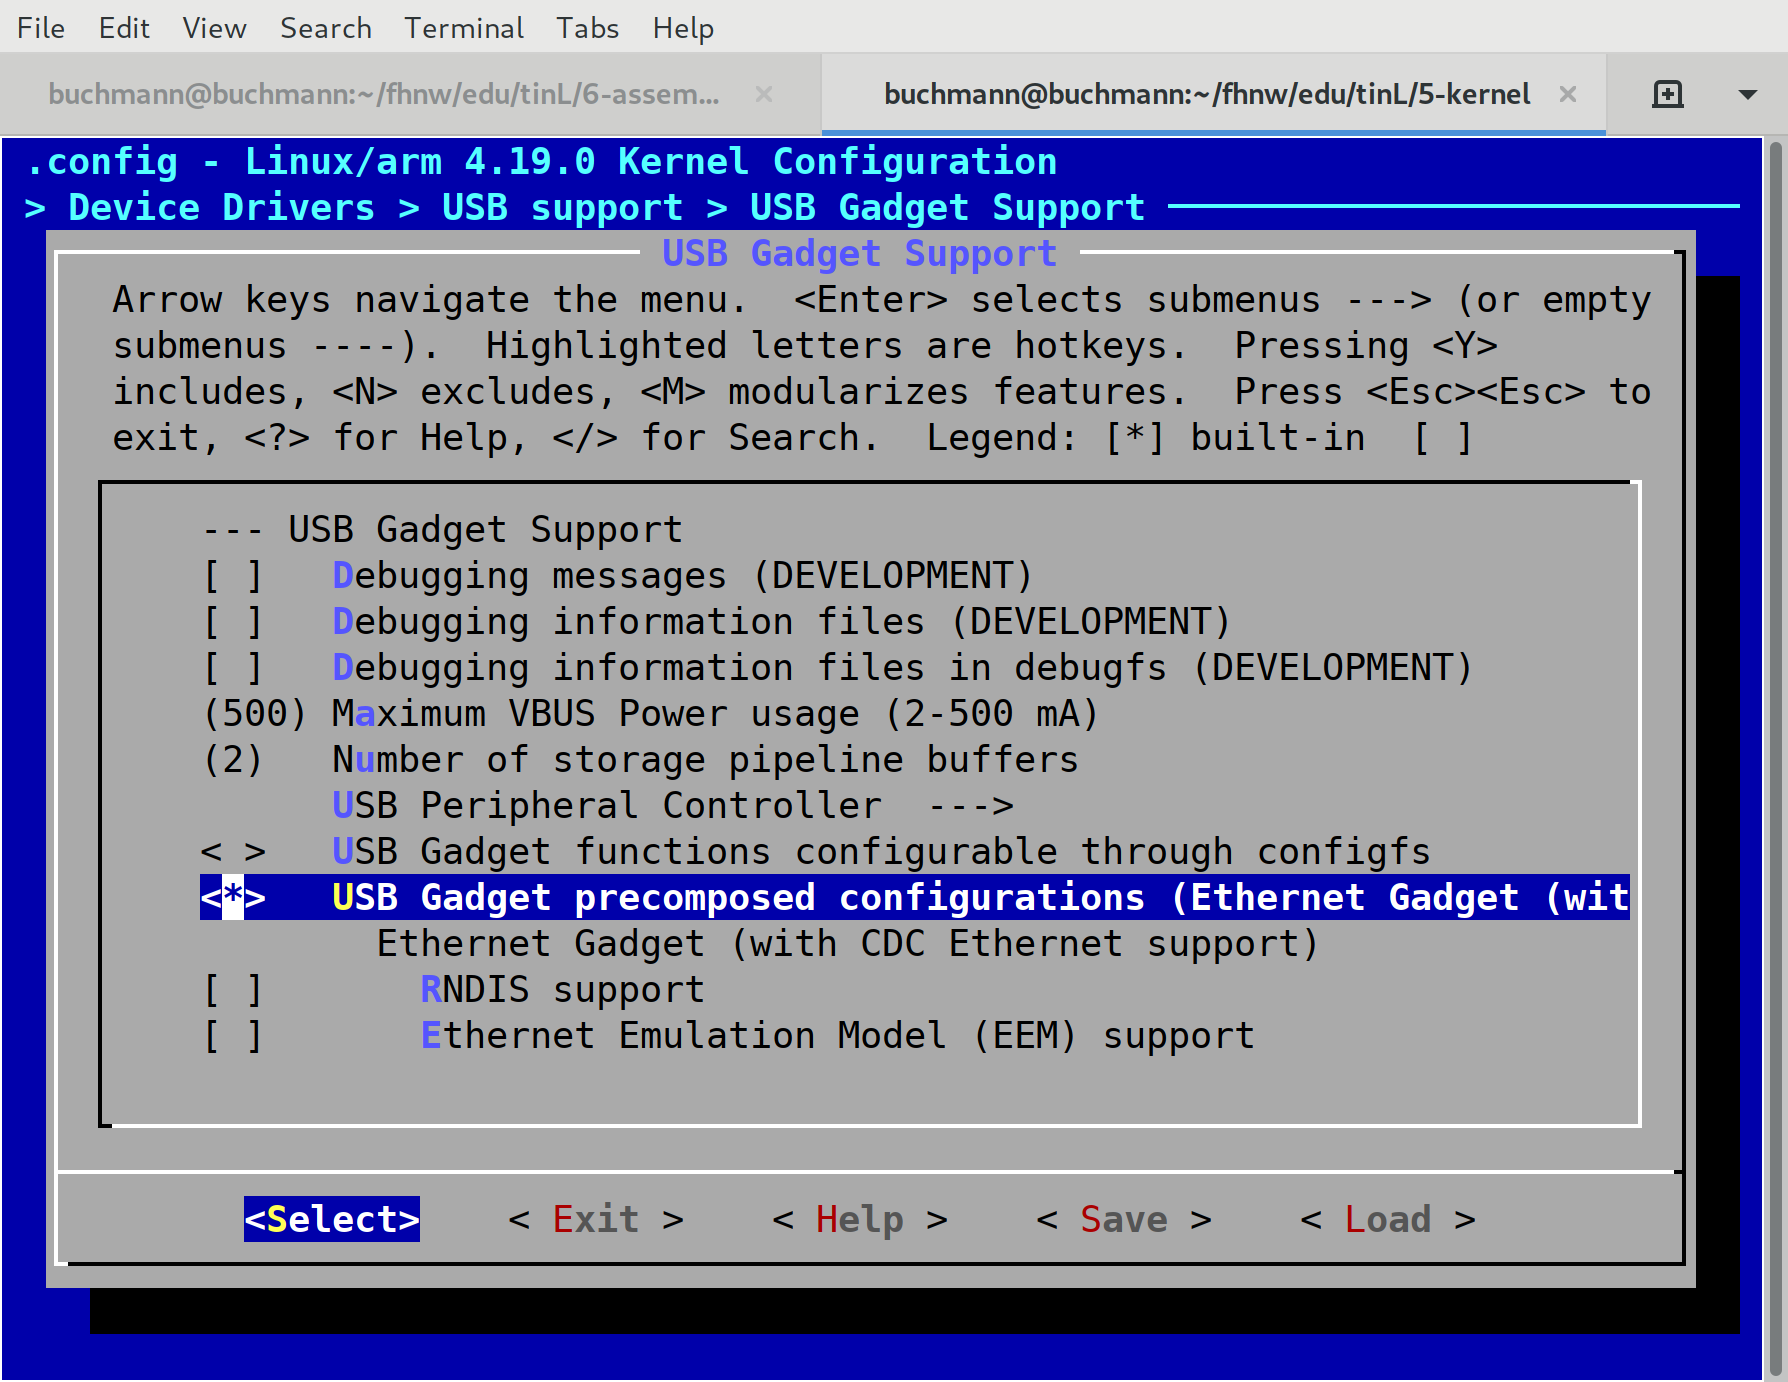 File Edit View Search Terminal Tabs Help
buchmann@buchmann:~/fhnw/edu/tinL/6-assem... × buchmann@buchmann:~/fhnw/edu/tinL/5-kernel ×
.config - Linux/arm 4.19.0 Kernel Configuration
> Device Drivers > USB support > USB Gadget Support
USB Gadget Support
Arrow keys navigate the menu.  <Enter> selects submenus ---> (or empty
submenus ----).  Highlighted letters are hotkeys.  Pressing <Y>
includes, <N> excludes, <M> modularizes features.  Press <Esc><Esc> to
exit, <?> for Help, </> for Search.  Legend: [*] built-in  [ ]
--- USB Gadget Support
[ ]   Debugging messages (DEVELOPMENT)
[ ]   Debugging information files (DEVELOPMENT)
[ ]   Debugging information files in debugfs (DEVELOPMENT)
(500) Maximum VBUS Power usage (2-500 mA)
(2)   Number of storage pipeline buffers
USB Peripheral Controller  --->
< >   USB Gadget functions configurable through configfs
<*>   USB Gadget precomposed configurations (Ethernet Gadget (wit
Ethernet Gadget (with CDC Ethernet support)
[ ]       RNDIS support
[ ]       Ethernet Emulation Model (EEM) support
<Select>    < Exit >    < Help >    < Save >    < Load >